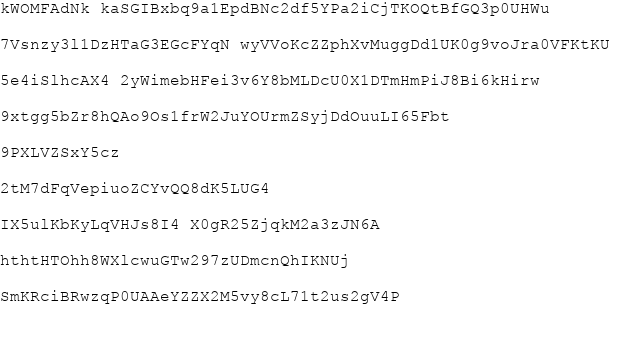 kWOMFAdNk kaSGIBxbq9a1EpdBNc2df5YPa2iCjTKOQtBfGQ3p0UHWu
7Vsnzy3l1DzHTaG3EGcFYqN wyVVoKcZZphXvMuggDd1UK0g9voJra0VFKtKU
5e4iSlhcAX4 2yWimebHFei3v6Y8bMLDcU0X1DTmHmPiJ8Bi6kHirw
9xtgg5bZr8hQAo9Os1frW2JuYOUrmZSyjDdOuuLI65Fbt
9PXLVZSxY5cz
2tM7dFqVepiuoZCYvQQ8dK5LUG4
IX5ulKbKyLqVHJs8I4 X0gR25ZjqkM2a3zJN6A
hthtHTOhh8WXlcwuGTw297zUDmcnQhIKNUj
SmKRciBRwzqP0UAAeYZZX2M5vy8cL71t2us2gV4P